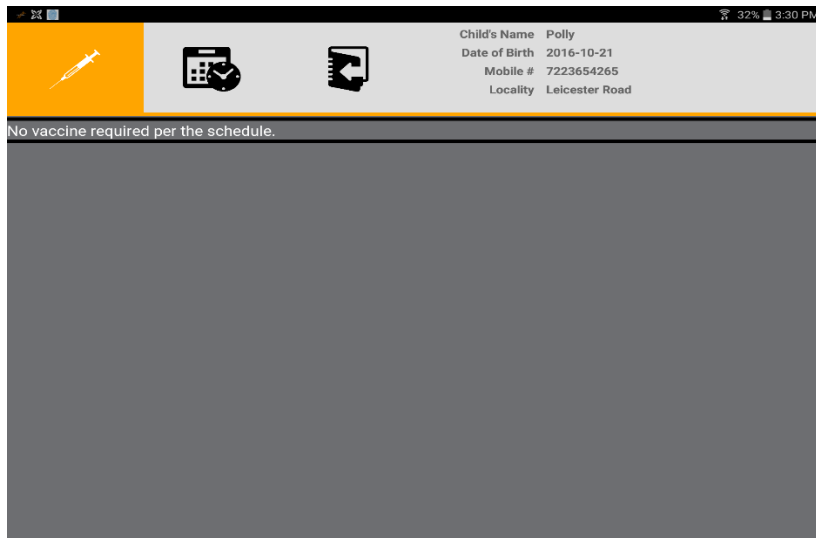 32% 3:30 PM
Child's Name Polly
Date of Birth 2016-10-21
Mobile # 7223654265
Locality Leicester Road
No vaccine required per the schedule.